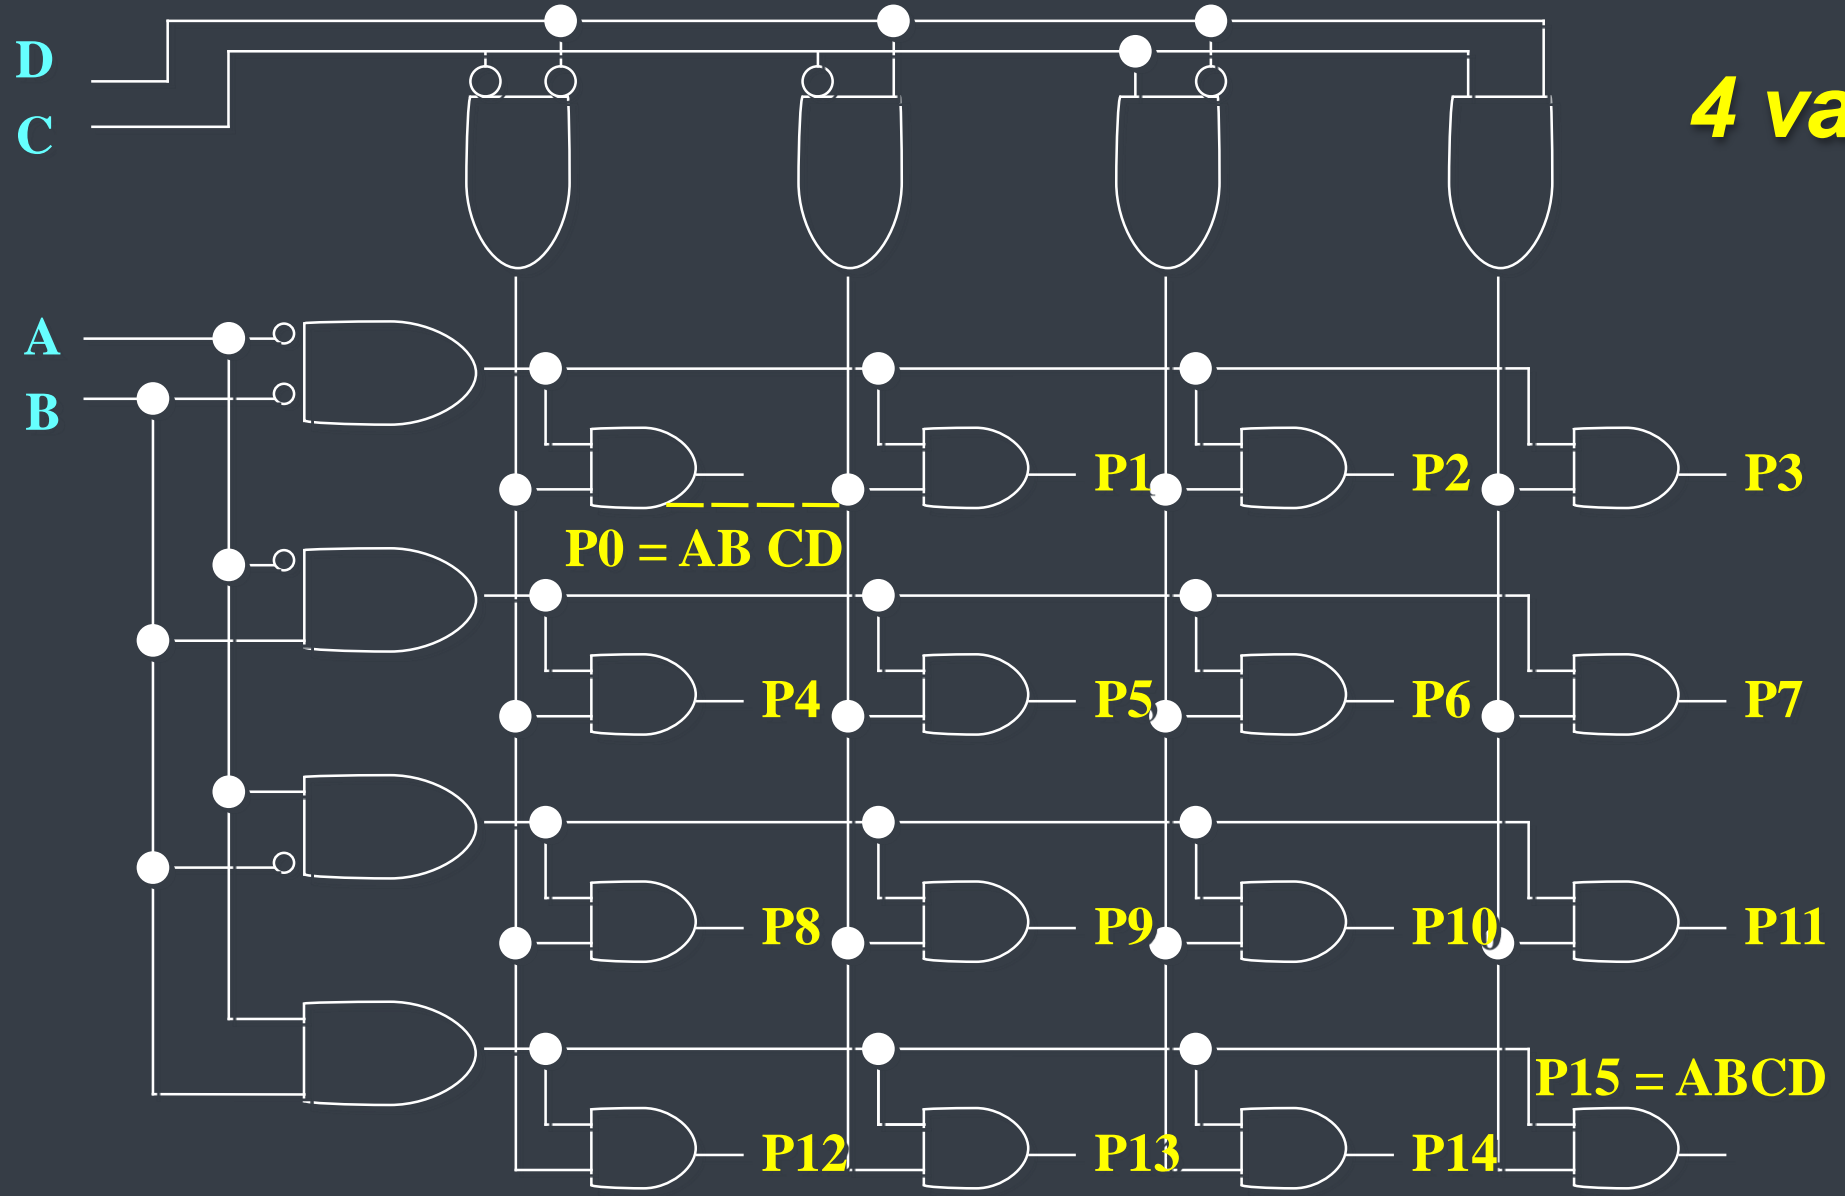 D
C
4 va
A
B
P1
P2
P3
P0 = AB CD
P4
P5
P6
P7
P8
P9
P10
P11
P15 = ABCD
P12
P13
P14